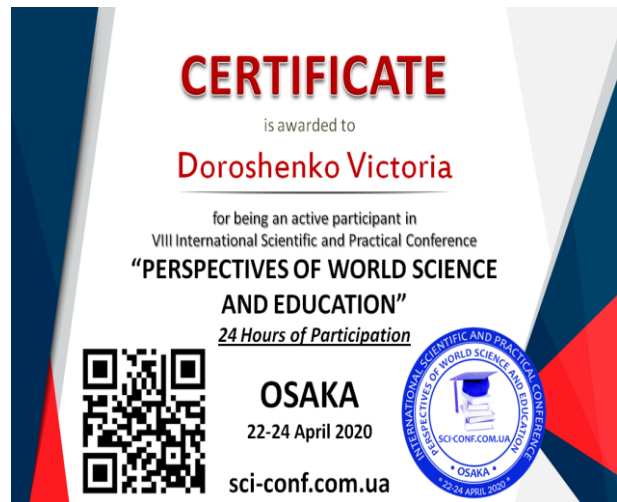 CERTIFICATE
is awarded to
Doroshenko Victoria
for being an active participant in
VIII International Scientific and Practical Conference
“PERSPECTIVES OF WORLD SCIENCE
AND EDUCATION”
24 Hours of Participation
OSAKA
22-24 April 2020
sci-conf.com.ua
INTERNATIONAL SCIENTIFIC AND PRACTICAL CONFERENCE
PERSPECTIVES OF WORLD SCIENCE AND EDUCATION
SCI-CONF.COM.UA
• OSAKA •
* 22-24 APRIL 2020 *